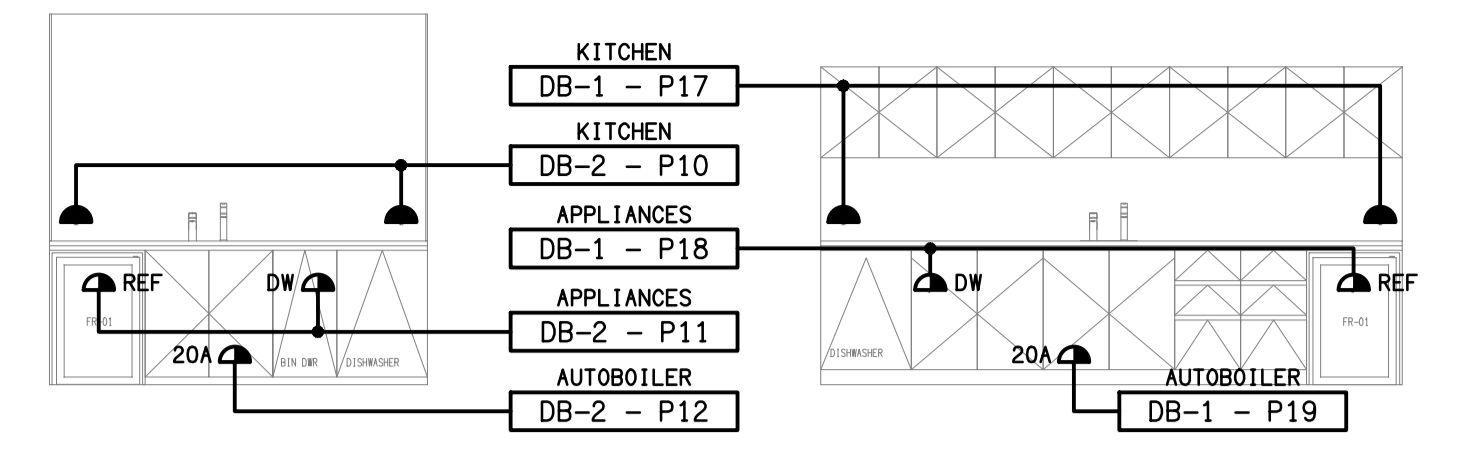 KITCHEN
DB-1 - P17
KITCHEN
DB-2 - P10
APPLIANCES
DB-1 - P18
REF
DW
DW
REF
APPLIANCES
DB-2 - P11
FR-01
FR-01
20A
BIN DWR
DISHWASHER
DISHWASHER
20A
AUTOBOILER
DB-2 - P12
AUTOBOILER
DB-1 - P19